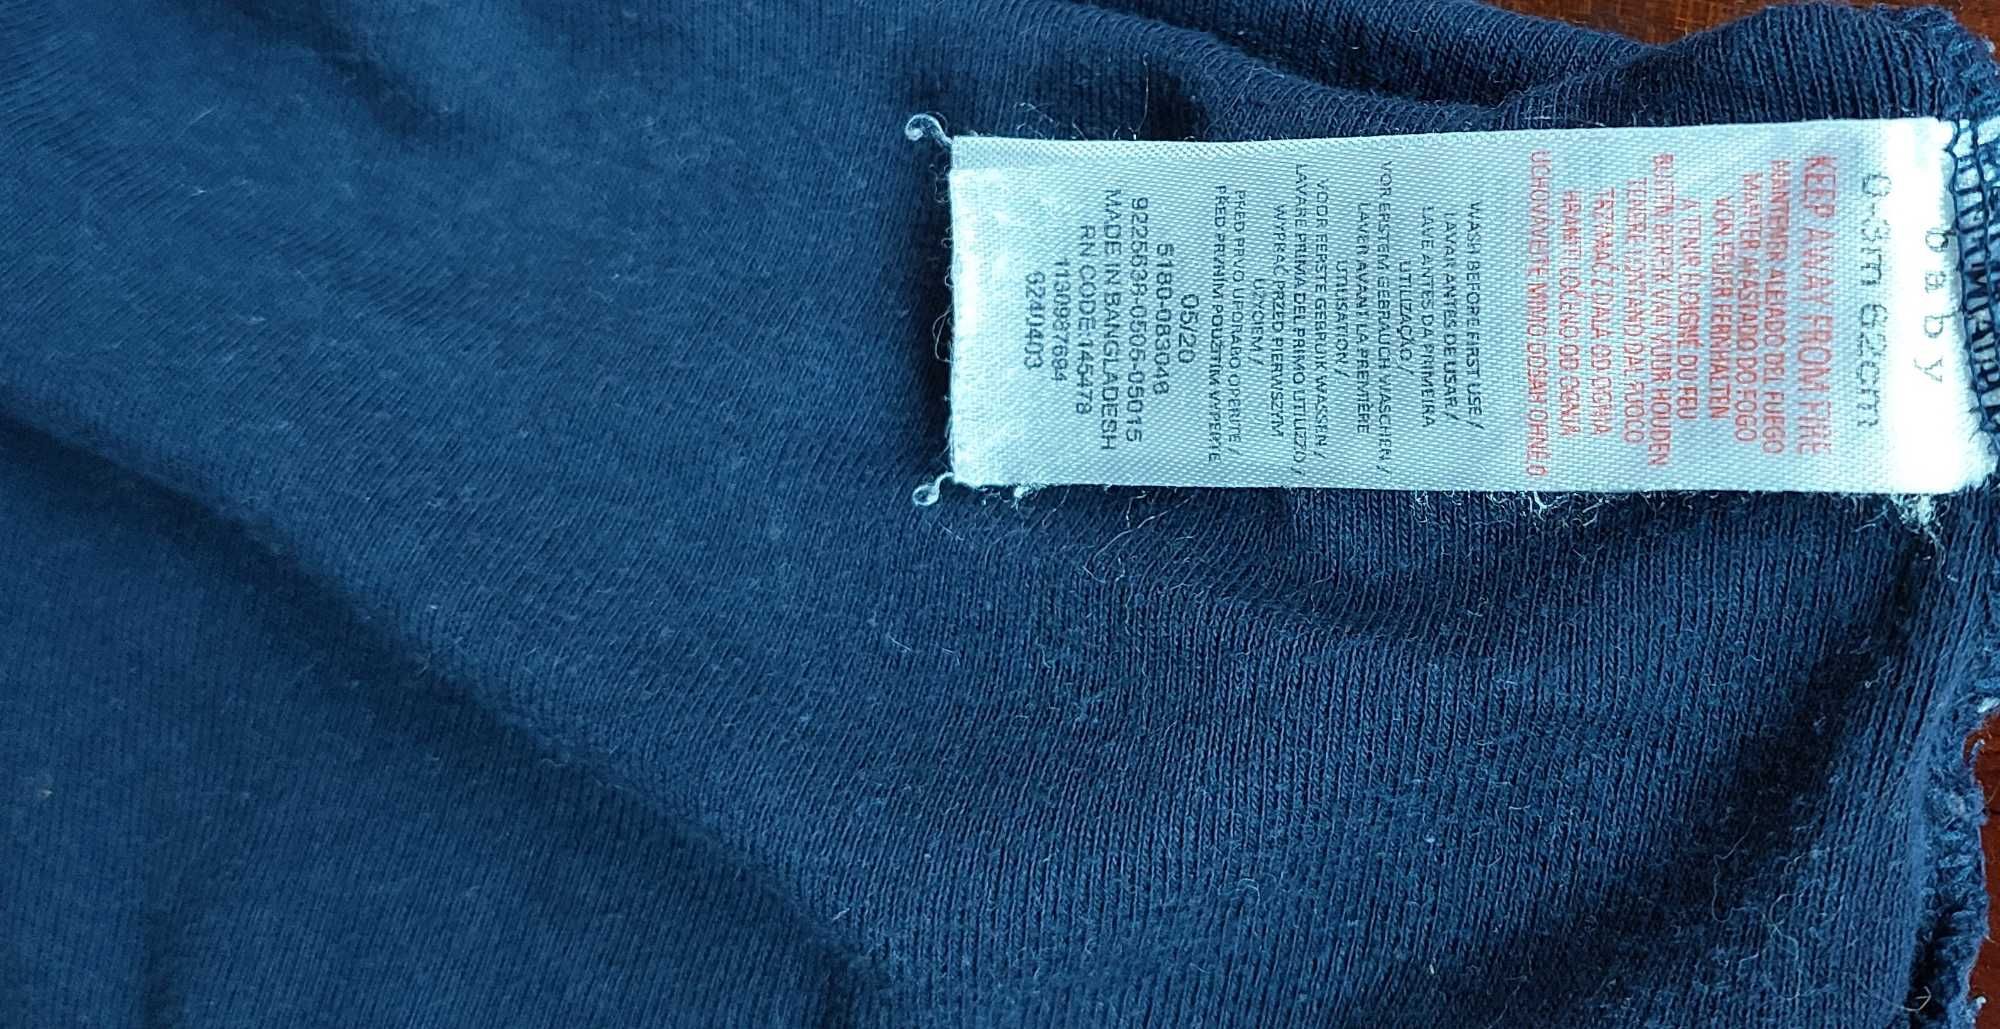 baby
0-3m 62cm
KEEP AWAY FROM FIRE
MANTENER ALEJADO DEL FUEGO
MANTER AFASTADO DO FOGO
VON FEUER FERNHALTEN
À TENIR ÉLOIGNÉ DU FEU
BUITEN BEREIK VAN VUUR HOUDEN
TENERE LONTANO DAL FUOCO
TRZYMAĆ Z DALA OD OGNIA
HRANITI LOČENO OD OGNJA
UCHOVÁVEJTE MIMO DOSAH OHNĚ.0
WASH BEFORE FIRST USE/
LAVAR ANTES DE USAR/
LAVE ANTES DA PRIMEIRA
UTILIZAÇÃO/
VOR ERSTEM GEBRAUCH WASCHEN/
LAVER AVANT LA PREMIÈRE
UTILISATION/
VOOR EERSTE GEBRUIK WASSEN/
LAVARE PRIMA DEL PRIMO UTILIZZO/
WYPRAĆ PRZED PIERWSZYM
UŻYCIEM/
PRED PRVO UPORABO OPERITE/
PŘED PRVNÍM POUŽITÍM VYPERTE
05/20
5180-083048
9225638-0505-05015
MADE IN BANGLADESH
RN CODE 145478
1130987694
6240403